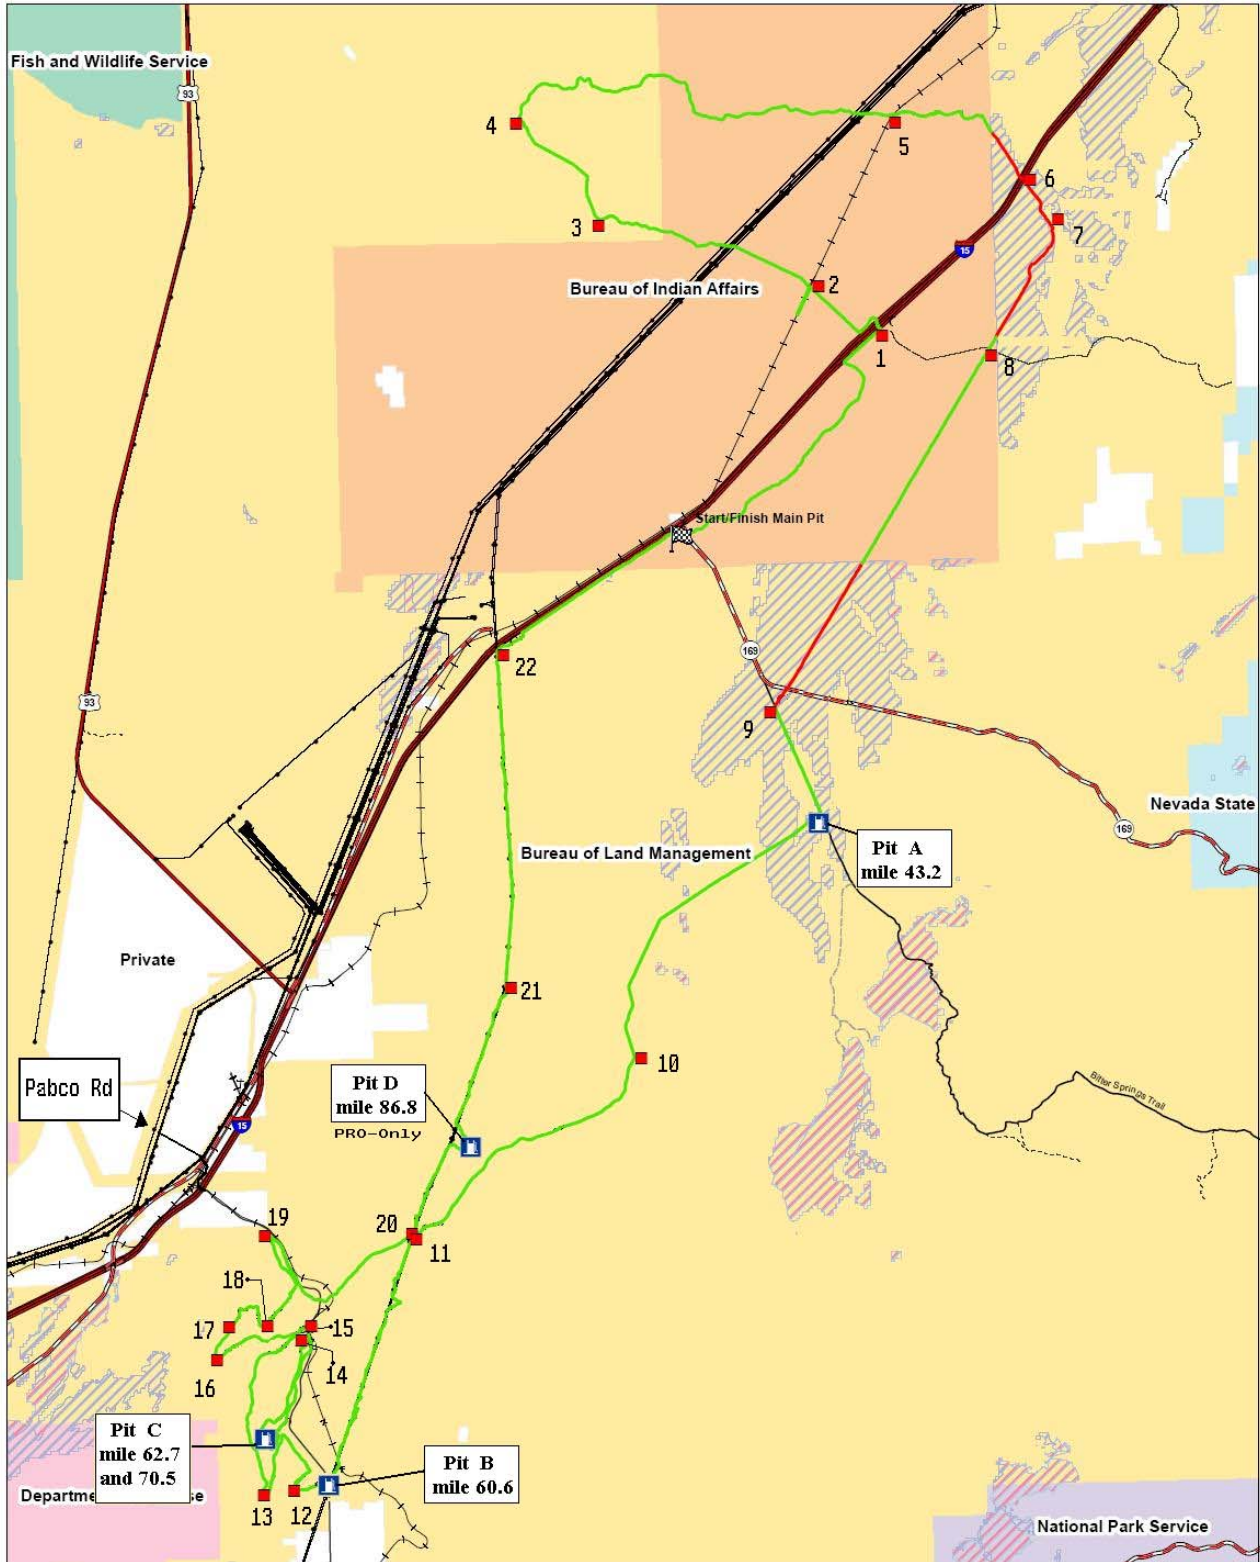 Fish and Wildlife Service
93
4
5
6
7
3
15
2
Bureau of Indian Affairs
1
8
Start/Finish Main Pit
22
169
93
9
Nevada State
169
Bureau of Land Management
Pit A
mile 43.2
Private
21
10
Pabco Rd
Pit D
mile 86.8
PRO-Only
Bitter Springs Trail
15
19
20
11
18
17
15
14
16
Pit C
mile 62.7
and 70.5
Pit B
mile 60.6
Departme
se
13
12
National Park Service